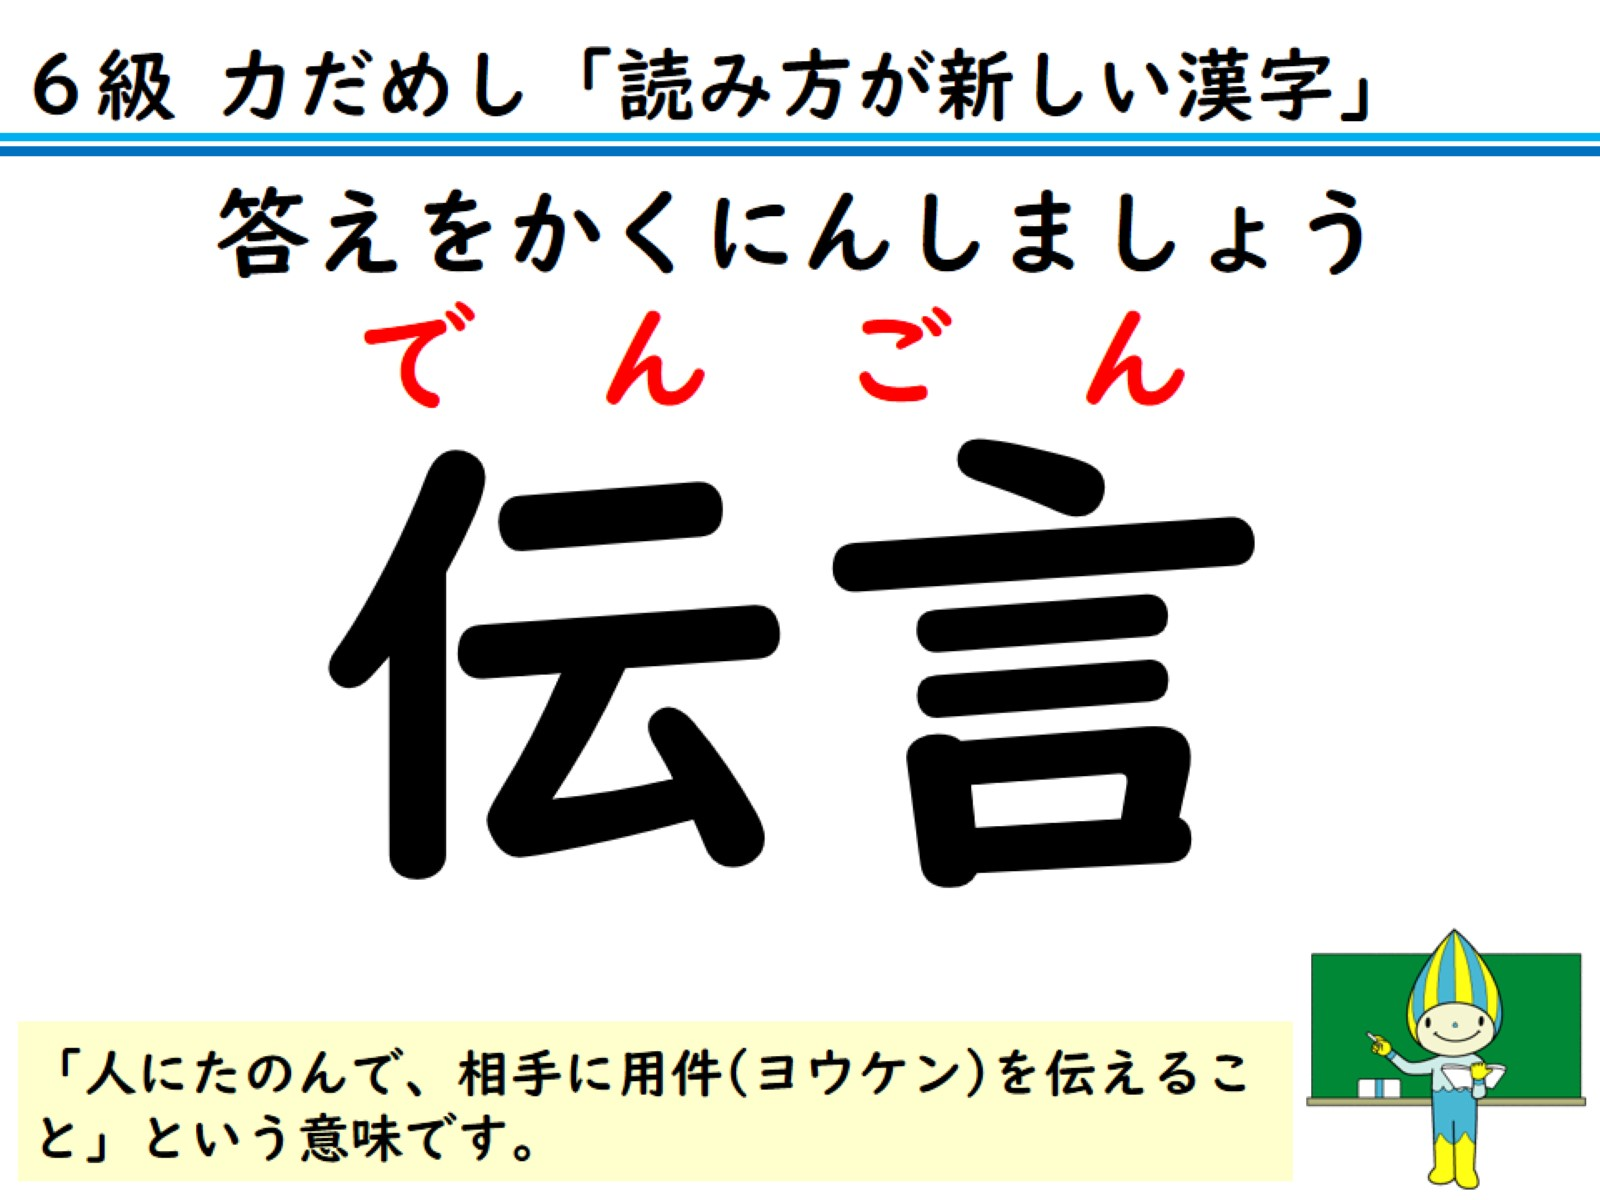 ６級 力だめし「読み方が新しい漢字」
答えをかくにんしましょう
でんごん
伝言
「人にたのんで、相手に用件(ヨウケン)を伝えるこ
と」という意味です。